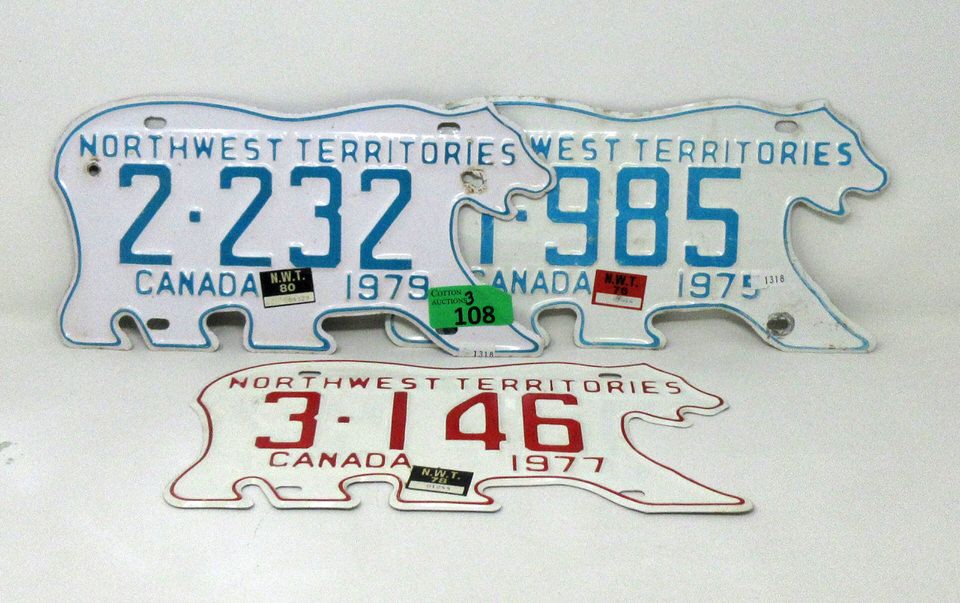 NORTHWEST TERRITORIES
2·232
CANADA 1979
N.W.T.
80
COTTON
AUCTIONS
3
108
1318
WEST TERRITORIES
1·985
CANADA 1975
N.W.T.
76
1318
NORTHWEST TERRITORIES
3·146
CANADA 1977
N.W.T.
78